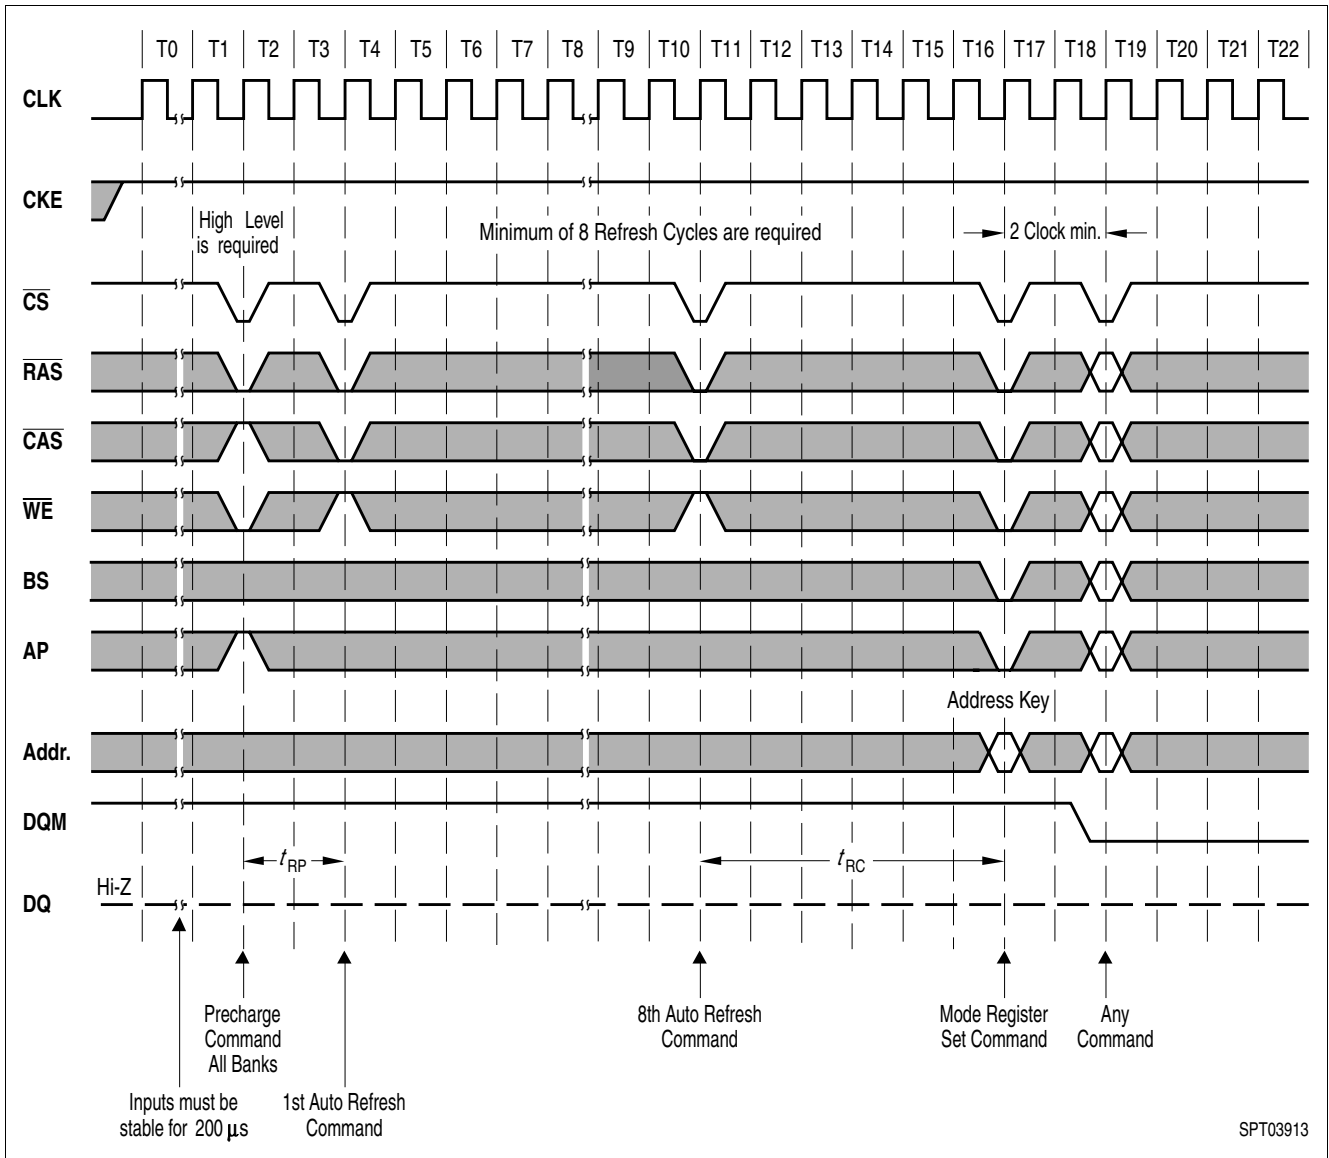 T0 T1 T2 T3 T4 T5 T6 T7 T8 T9 T10 T11 T12 T13 T14 T15 T16 T17 T18 T19 T20 T21 T22
CLK
CKE
High Level
is required
Minimum of 8 Refresh Cycles are required
2 Clock min.
CS
RAS
CAS
WE
BS
AP
Address Key
Addr.
DQM
tRP
tRC
Hi-Z
DQ
Precharge
Command
All Banks
8th Auto Refresh
Command
Mode Register
Set Command
Any
Command
Inputs must be
stable for 200 μs
1st Auto Refresh
Command
SPT03913